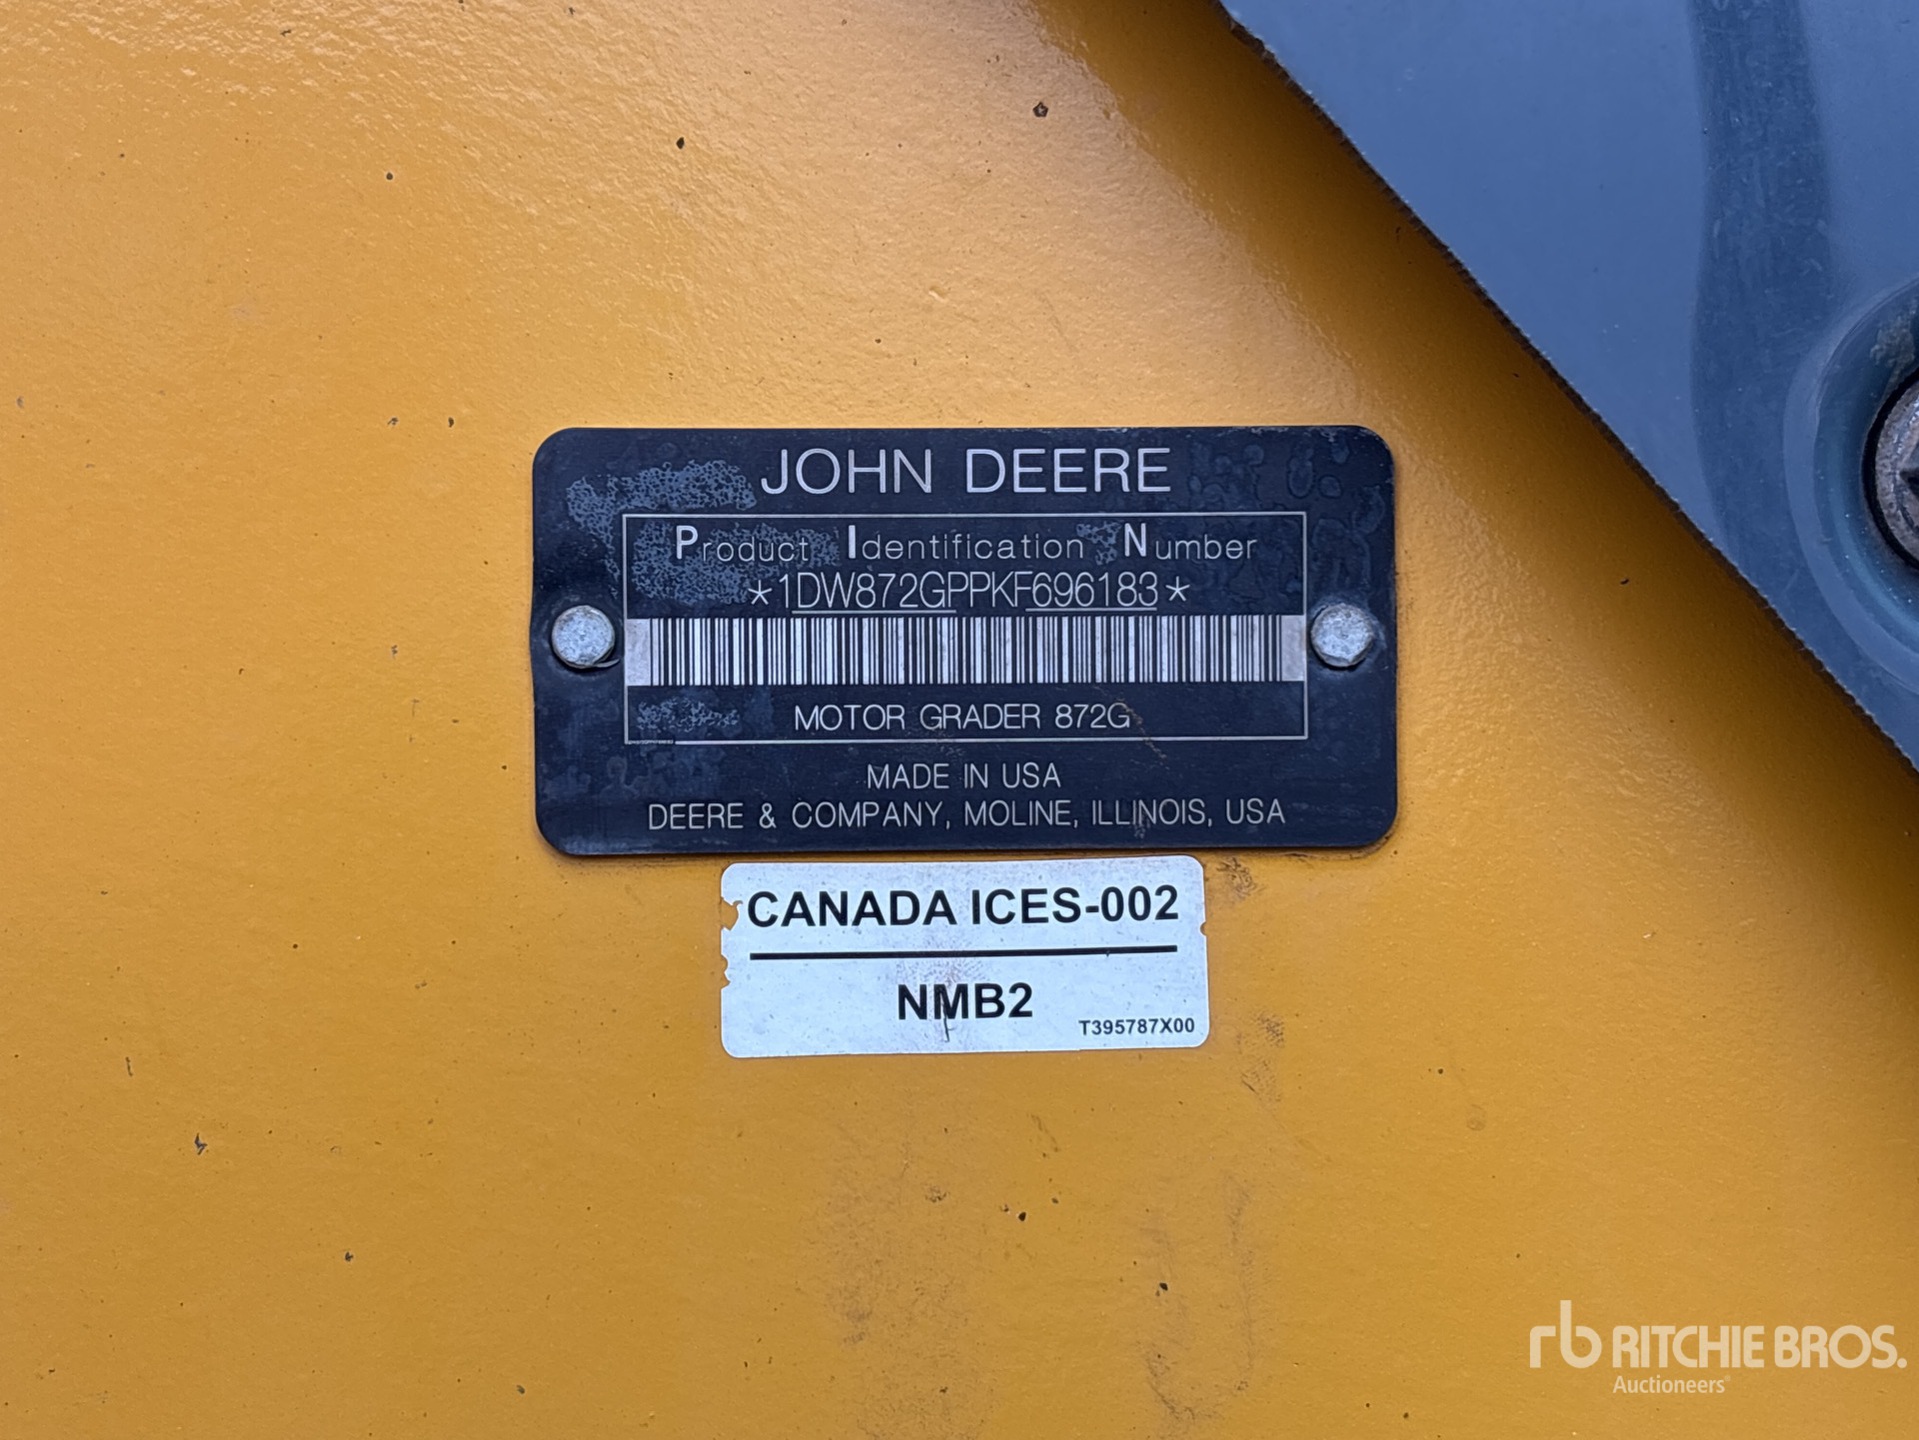 JOHN DEERE
Product Identification Number
*1DW872GPPKF696183*
MOTOR GRADER 872G
MADE IN USA
DEERE & COMPANY, MOLINE, ILLINOIS, USA
CANADA ICES-002
NMB2
T395787X00
rb RITCHIE BROS.
Auctioneers